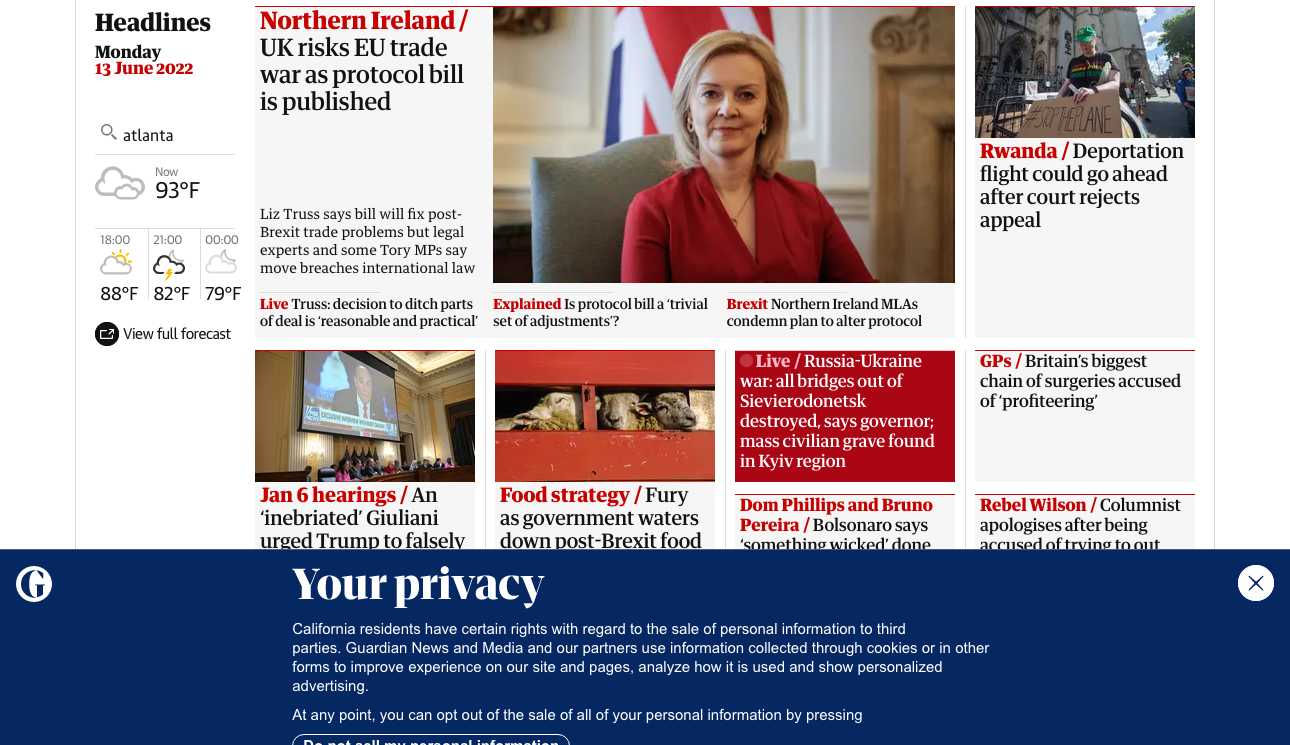 Headlines
Monday
13 June 2022
atlanta
Now
93°F
18:00
21:00
00:00
88°F
82°F
79°F
View full forecast
Northern Ireland /
UK risks EU trade
war as protocol bill
is published
Liz Truss says bill will fix post-
Brexit trade problems but legal
experts and some Tory MPs say
move breaches international law
Live Truss: decision to ditch parts
of deal is ‘reasonable and practical’
Explained Is protocol bill a ‘trivial
set of adjustments’?
Brexit Northern Ireland MLAs
condemn plan to alter protocol
#STOPTHEPLANE
Rwanda / Deportation
flight could go ahead
after court rejects
appeal
Jan 6 hearings / An
‘inebriated’ Giuliani
urged Trump to falsely
Food strategy / Fury
as government waters
down post-Brexit food
Live / Russia-Ukraine
war: all bridges out of
Sievierodonetsk
destroyed, says governor;
mass civilian grave found
in Kyiv region
Dom Phillips and Bruno
Pereira / Bolsonaro says
‘something wicked’ done
GPs / Britain’s biggest
chain of surgeries accused
of ‘profiteering’
Rebel Wilson / Columnist
apologises after being
accused of trying to out
G
Your privacy
California residents have certain rights with regard to the sale of personal information to third
parties. Guardian News and Media and our partners use information collected through cookies or in other
forms to improve experience on our site and pages, analyze how it is used and show personalized
advertising.
At any point, you can opt out of the sale of all of your personal information by pressing
Do not sell my personal information